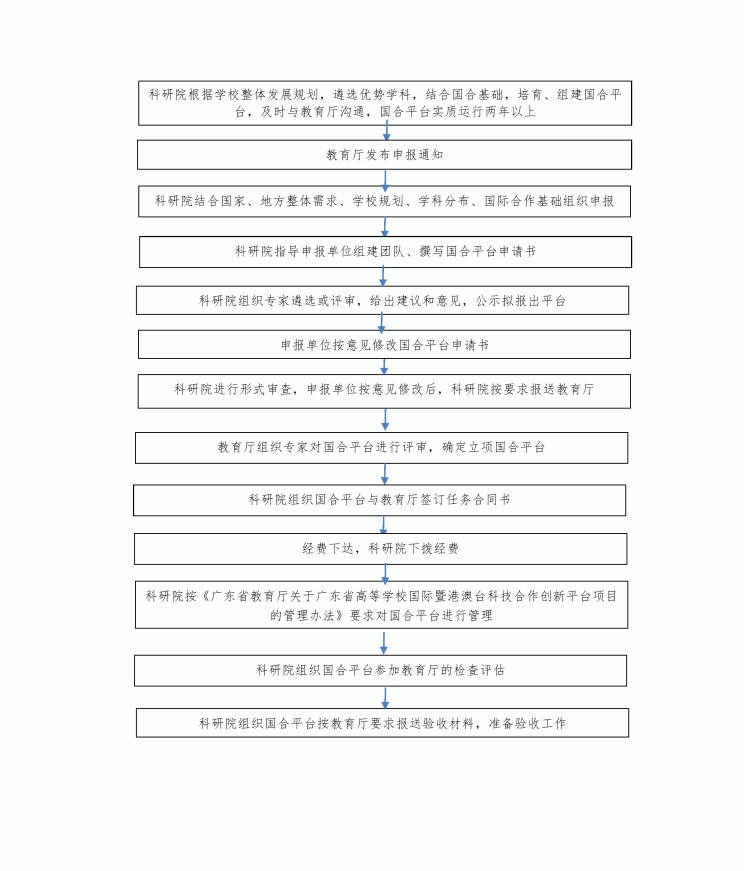 科研院根据学校整体发展规划，遴选优势学科，结合国合基础，培育、组建国合平
台，及时与教育厅沟通，国合平台实质运行两年以上
教育厅发布申报通知
科研院结合国家、地方整体需求、学校规划、学科分布、国际合作基础组织申报
科研院指导申报单位组建团队、撰写国合平台申请书
科研院组织专家遴选或评审，给出建议和意见，公示拟报出平台
申报单位按意见修改国合平台申请书
科研院进行形式审查，申报单位按意见修改后，科研院按要求报送教育厅
教育厅组织专家对国合平台进行评审，确定立项国合平台
科研院组织国合平台与教育厅签订任务合同书
经费下达，科研院下拨经费
科研院按《广东省教育厅关于广东省高等学校国际暨港澳台科技合作创新平台项目
的管理办法》要求对国合平台进行管理
科研院组织国合平台参加教育厅的检查评估
科研院组织国合平台按教育厅要求报送验收材料，准备验收工作